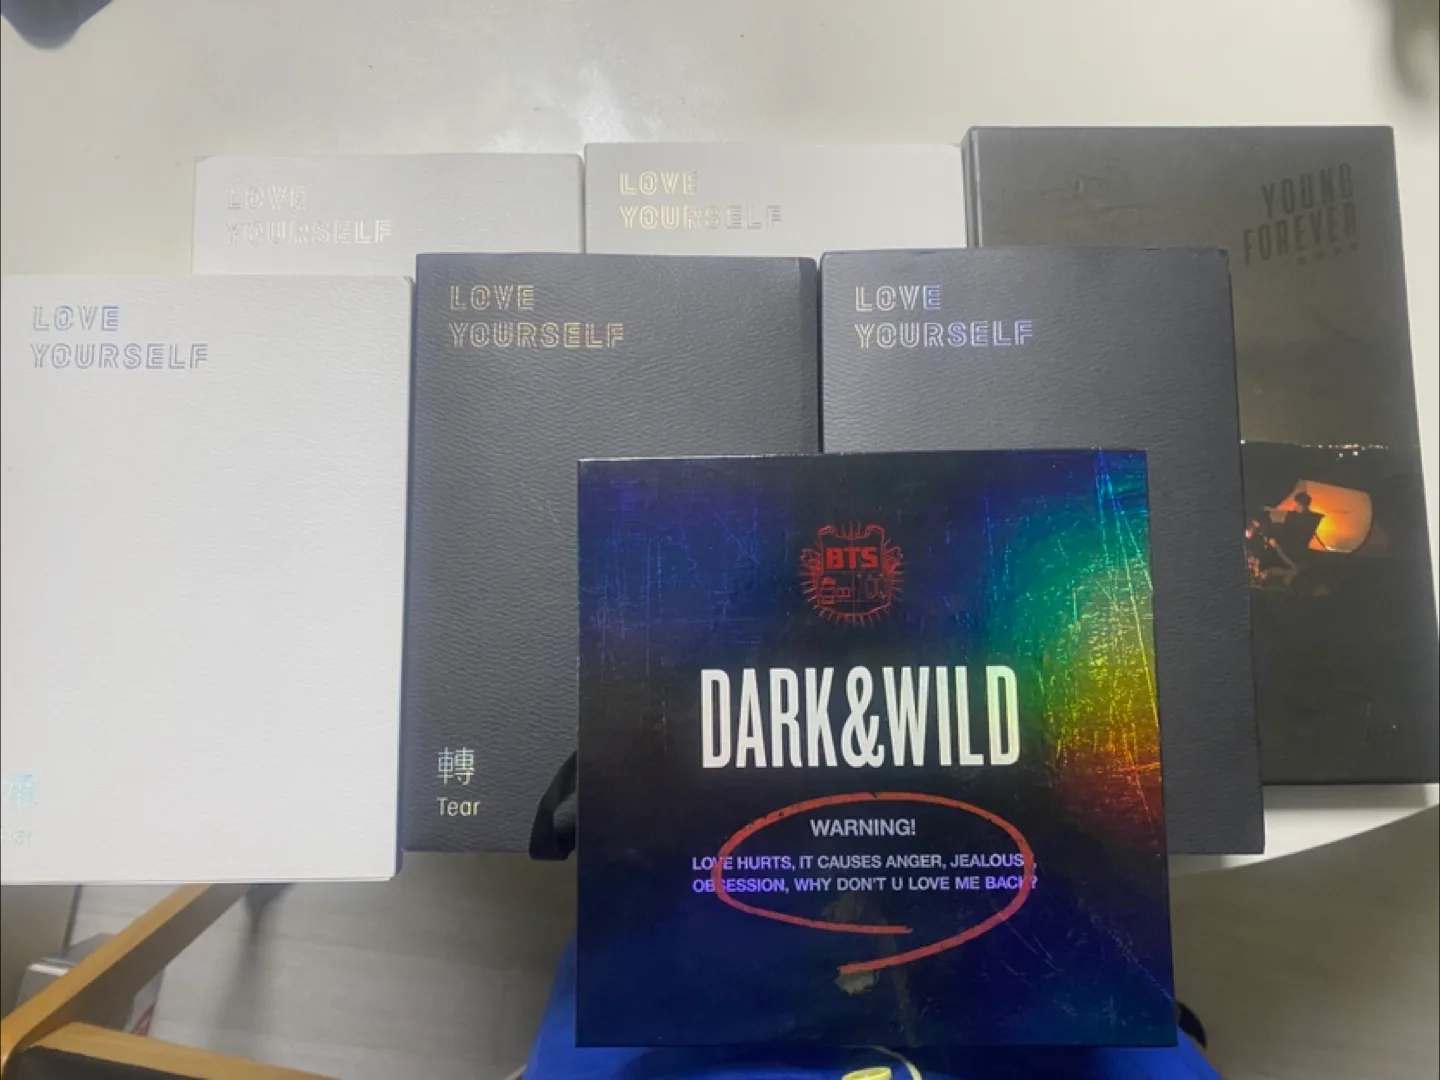 LOVE
YOURSELF
LOVE
YOURSELF
YOUNG
FOREVER
LOVE
YOURSELF
LOVE
YOURSELF
轉
Tear
LOVE
YOURSELF
BTS
DARK&WILD
WARNING!
LOVE HURTS, IT CAUSES ANGER, JEALOUSY,
OBSESSION, WHY DON'T U LOVE ME BACK?